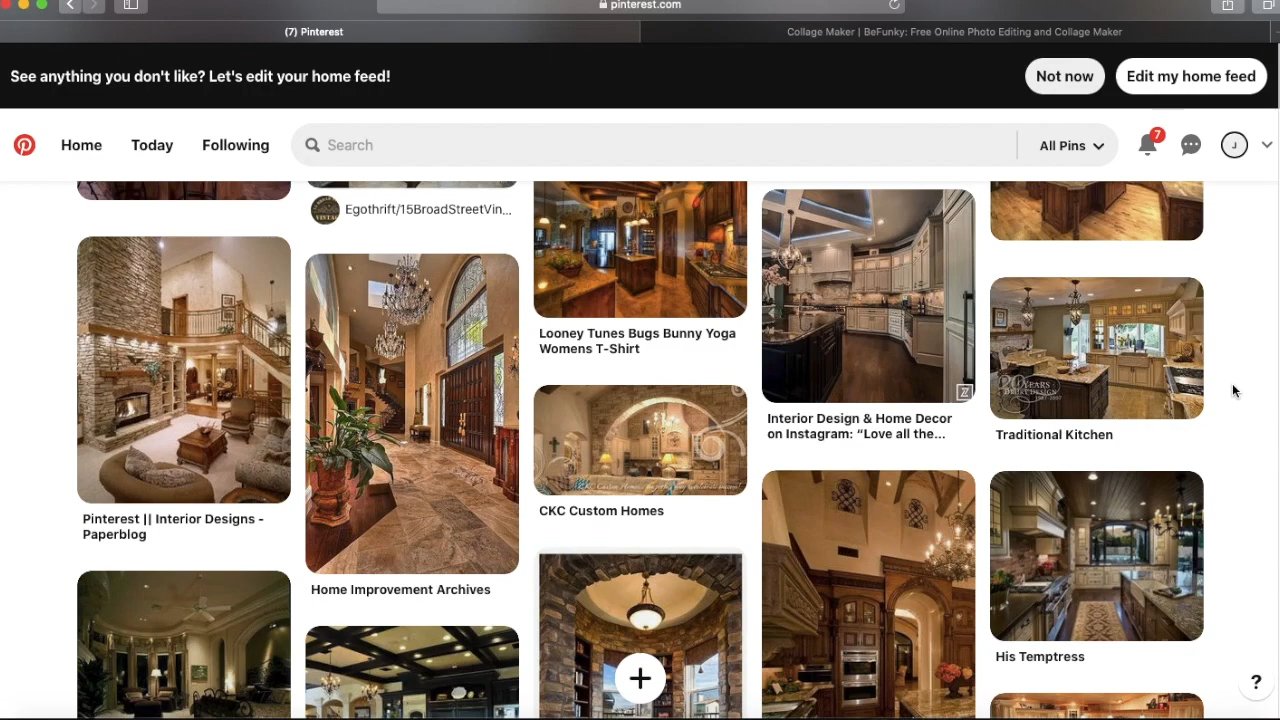 pinterest.com
(7) Pinterest
Collage Maker | BeFunky: Free Online Photo Editing and Collage Maker
See anything you don't like? Let's edit your home feed!
Not now
Edit my home feed
Home
Today
Following
Search
All Pins
7
J
Egothrift/15BroadStreetVin...
Looney Tunes Bugs Bunny Yoga
Womens T-Shirt
Interior Design & Home Decor
on Instagram: “Love all the...
Traditional Kitchen
Pinterest || Interior Designs -
Paperblog
CKC Custom Homes
Home Improvement Archives
His Temptress
?